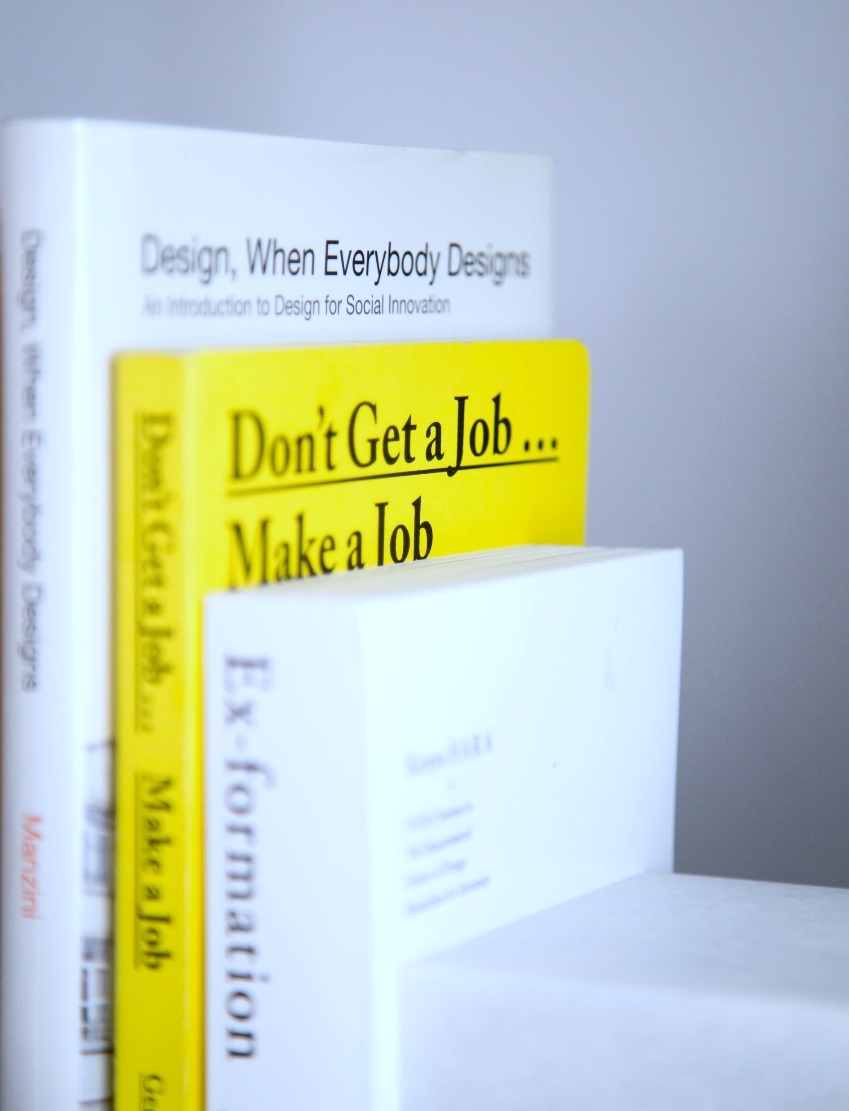 Design, When Everybody Designs
An Introduction to Design for Social Innovation
Design, When Everybody Designs
Manzini
Don't Get a Job ...
Make a Job
Don't Get a Job... Make a Job
Ex-formation
HARA